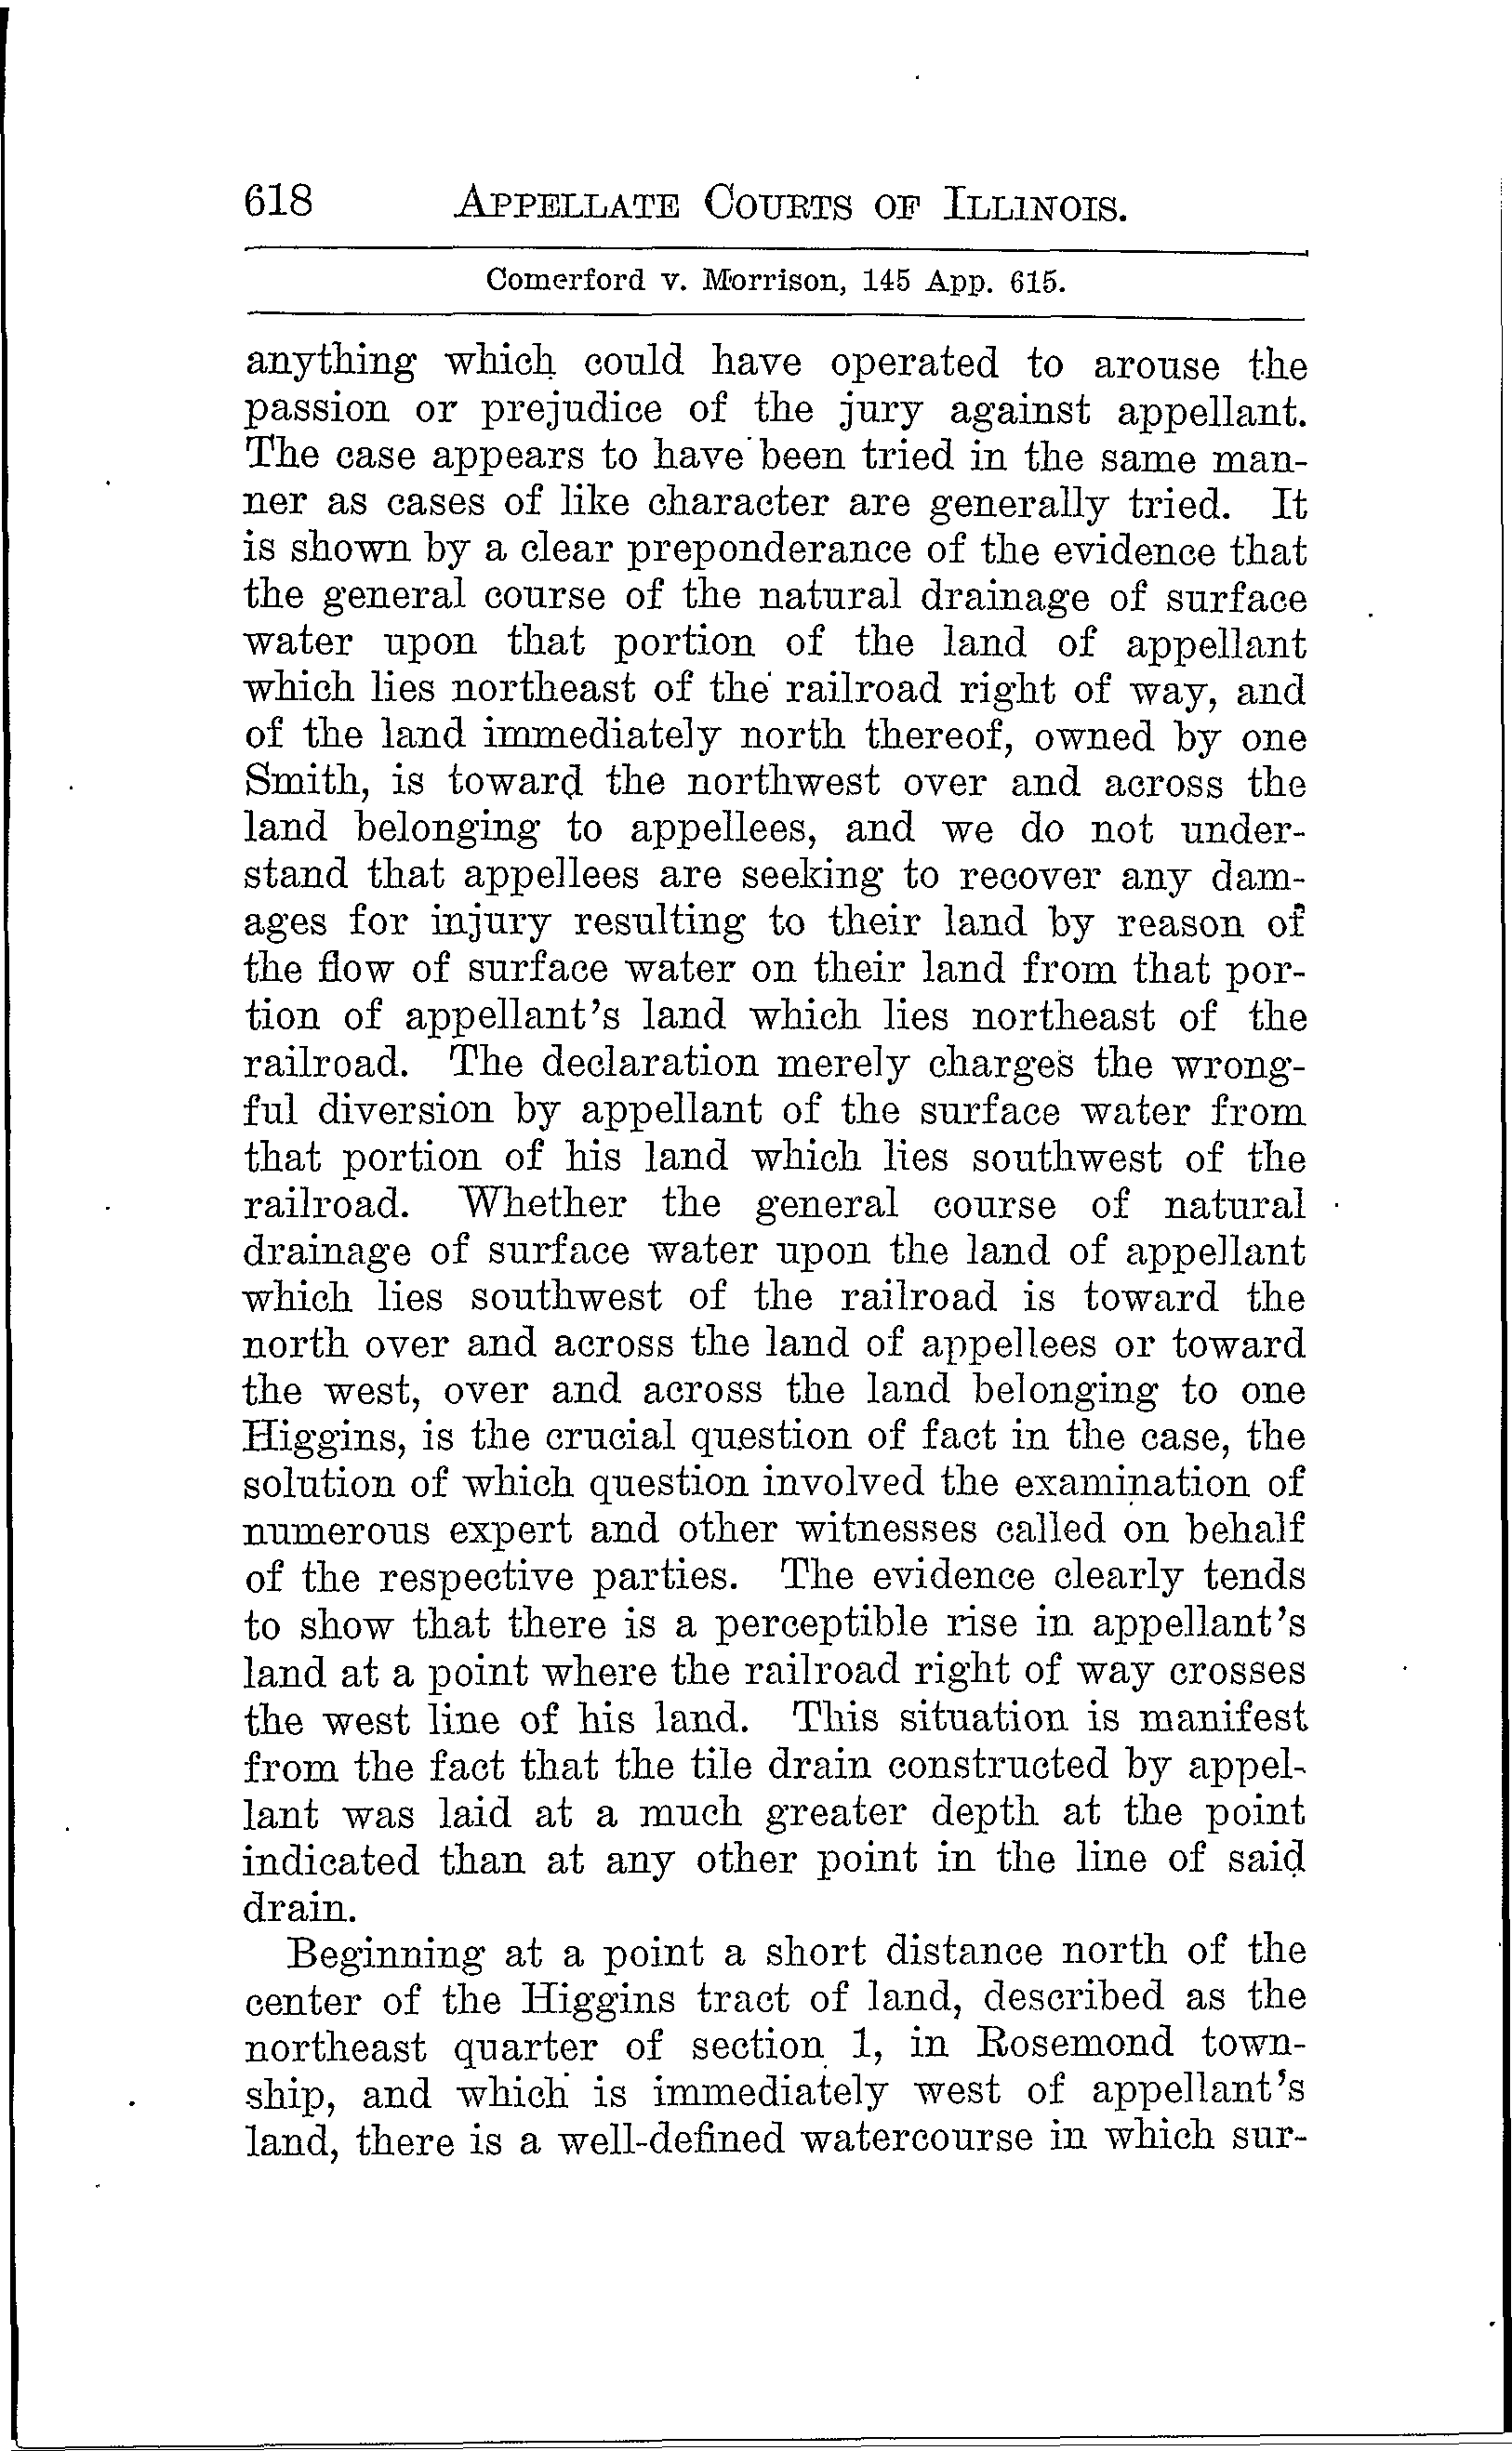 618 APPELLATE COURTS OF ILLINOIS.
Comerford v. Morrison, 145 App. 615.
anything which could have operated to arouse the
passion or prejudice of the jury against appellant.
The case appears to have been tried in the same man-
ner as cases of like character are generally tried. It
is shown by a clear preponderance of the evidence that
the general course of the natural drainage of surface
water upon that portion of the land of appellant
which lies northeast of the railroad right of way, and
of the land immediately north thereof, owned by one
Smith, is toward the northwest over and across the
land belonging to appellees, and we do not under-
stand that appellees are seeking to recover any dam-
ages for injury resulting to their land by reason of
the flow of surface water on their land from that por-
tion of appellant's land which lies northeast of the
railroad. The declaration merely charges the wrong-
ful diversion by appellant of the surface water from
that portion of his land which lies southwest of the
railroad. Whether the general course of natural
drainage of surface water upon the land of appellant
which lies southwest of the railroad is toward the
north over and across the land of appellees or toward
the west, over and across the land belonging to one
Higgins, is the crucial question of fact in the case, the
solution of which question involved the examination of
numerous expert and other witnesses called on behalf
of the respective parties. The evidence clearly tends
to show that there is a perceptible rise in appellant's
land at a point where the railroad right of way crosses
the west line of his land. This situation is manifest
from the fact that the tile drain constructed by appel-
lant was laid at a much greater depth at the point
indicated than at any other point in the line of said
drain.
Beginning at a point a short distance north of the
center of the Higgins tract of land, described as the
northeast quarter of section 1, in Rosemond town-
ship, and which is immediately west of appellant's
land, there is a well-defined watercourse in which sur-